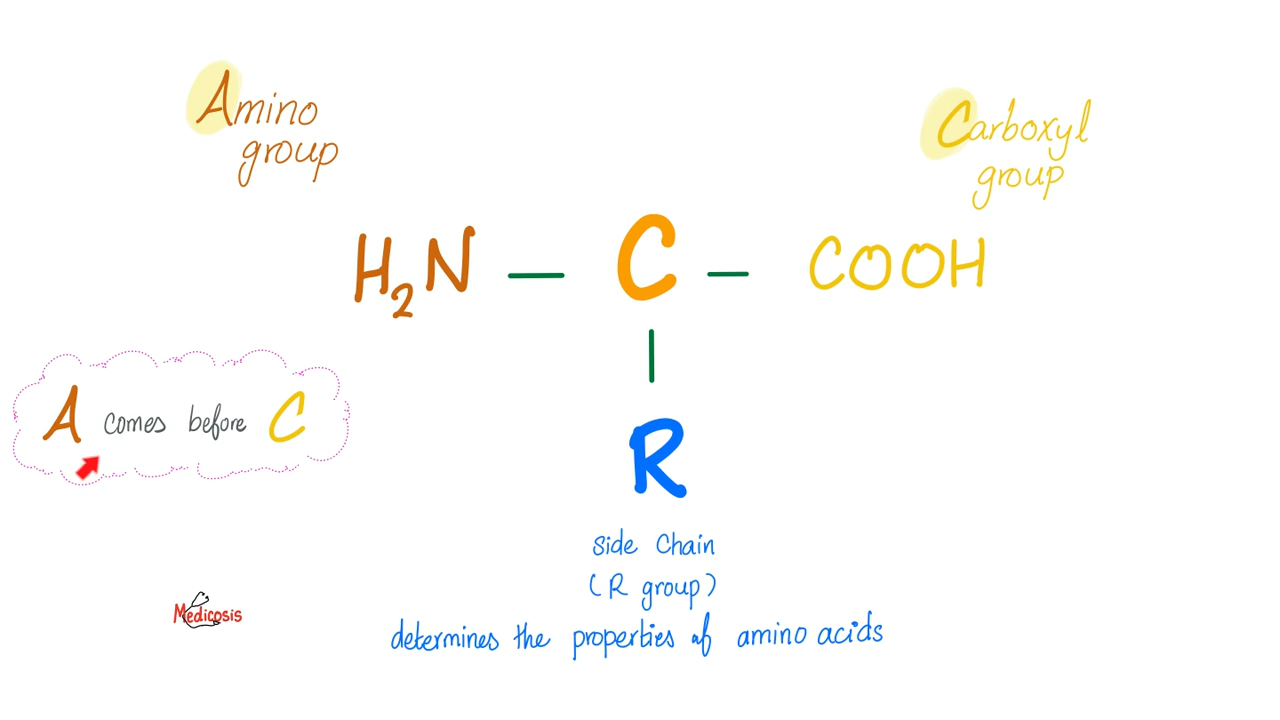 Amino
group
Carboxyl
group
H₂N — C — COOH
R
A comes before C
side chain
(R group)
determines the properties of amino acids
Medicosis